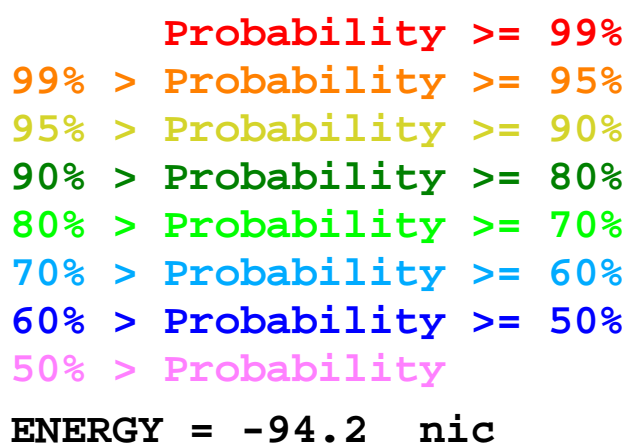 Probability >= 99%
99% > Probability >= 95%
95% > Probability >= 90%
90% > Probability >= 80%
80% > Probability >= 70%
70% > Probability >= 60%
60% > Probability >= 50%
50% > Probability
ENERGY = -94.2 nic